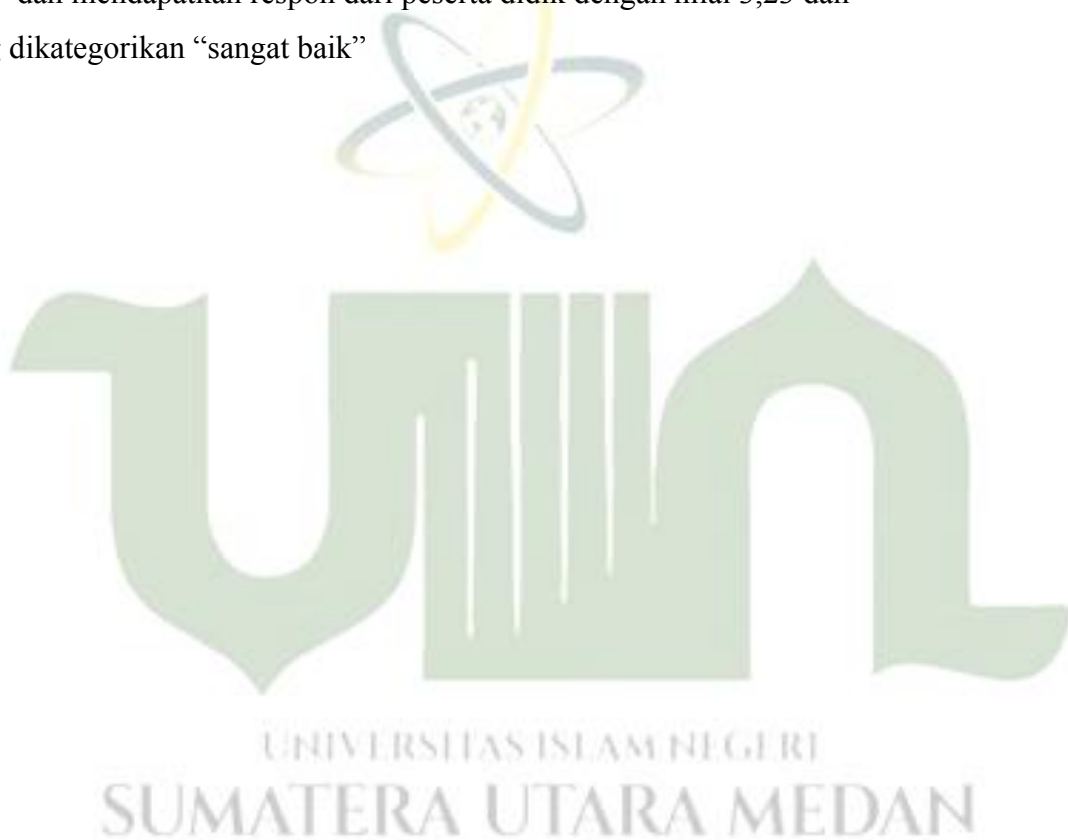 dan mendapatkan respon dari peserta didik dengan nilai 3,25 dan
dikategorikan “sangat baik”
uin
UNIVERSITAS ISLAM NEGERI
SUMATERA UTARA MEDAN